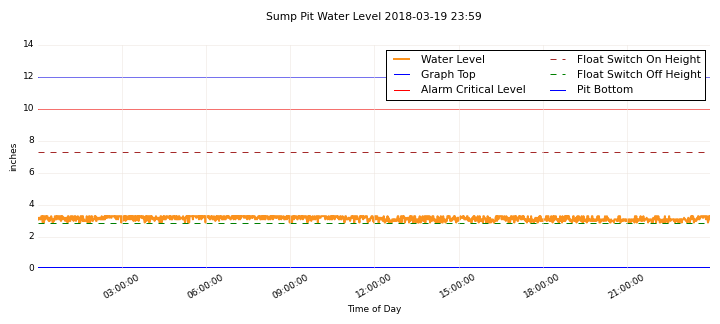 Sump Pit Water Level 2018-03-19 23:59
14
12
10
8
6
4
2
0
inches
Water Level
Graph Top
Alarm Critical Level
Float Switch On Height
Float Switch Off Height
Pit Bottom
03:00:00
06:00:00
09:00:00
12:00:00
15:00:00
18:00:00
21:00:00
Time of Day